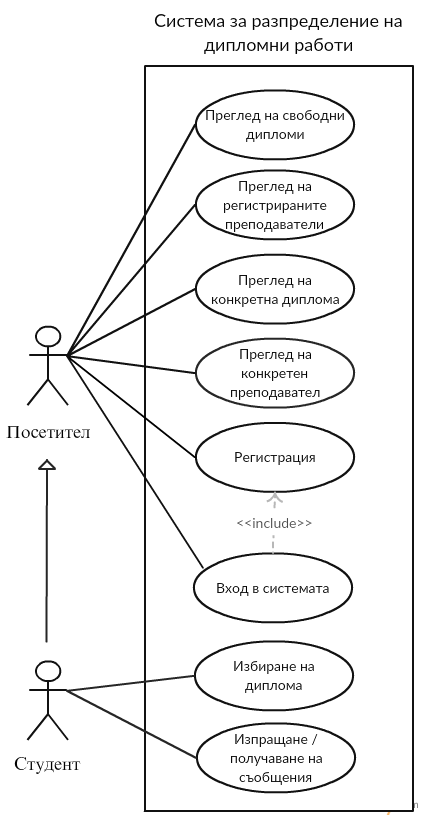 Система за разпределение на
дипломни работи
Преглед на свободни
дипломи
Преглед на
регистрираните
преподаватели
Преглед на
конкретна диплома
Преглед на
конкретен
преподавател
Посетител
Регистрация
<<include>>
Вход в системата
Избиране на
диплома
Студент
Изпращане /
получаване на
съобщения